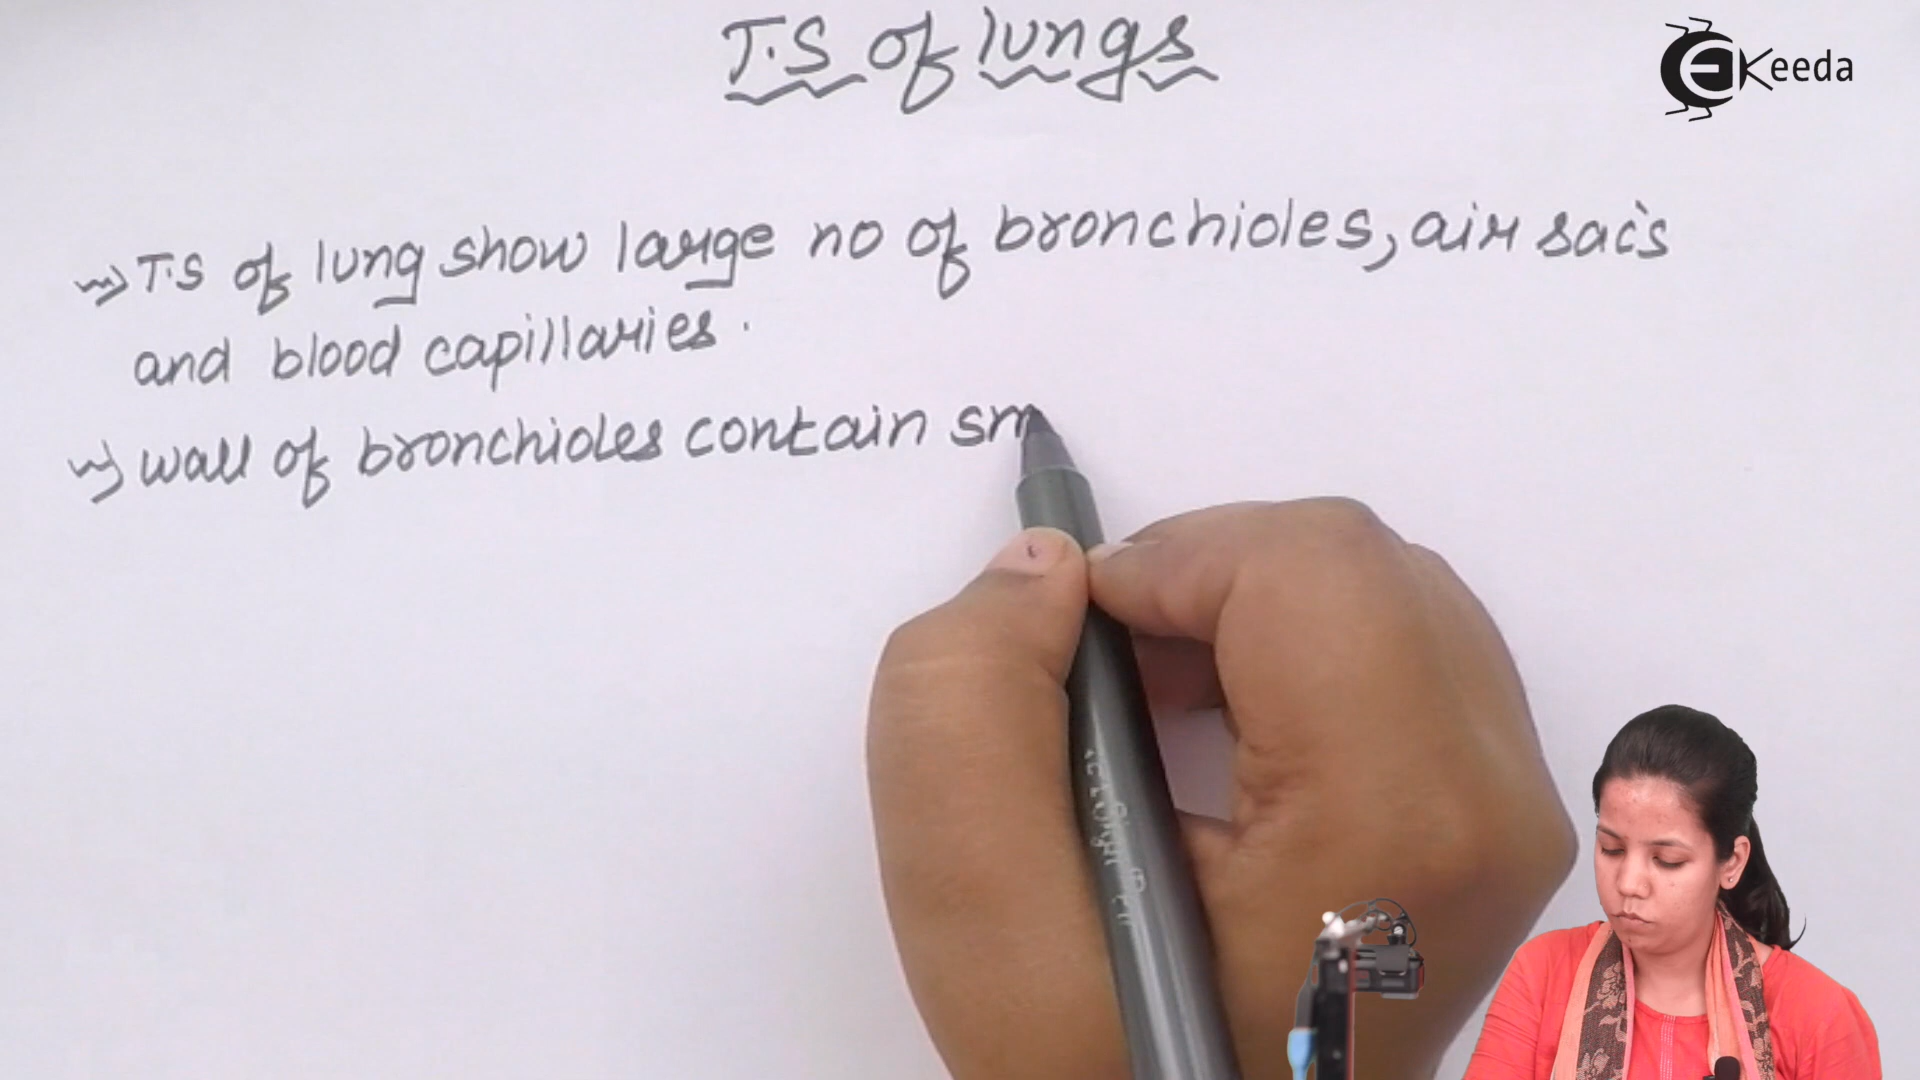 T.S of lungs
EKeeda
T.S of lung show large no of bronchioles, air sac's
and blood capillaries.
wall of bronchioles contain sm